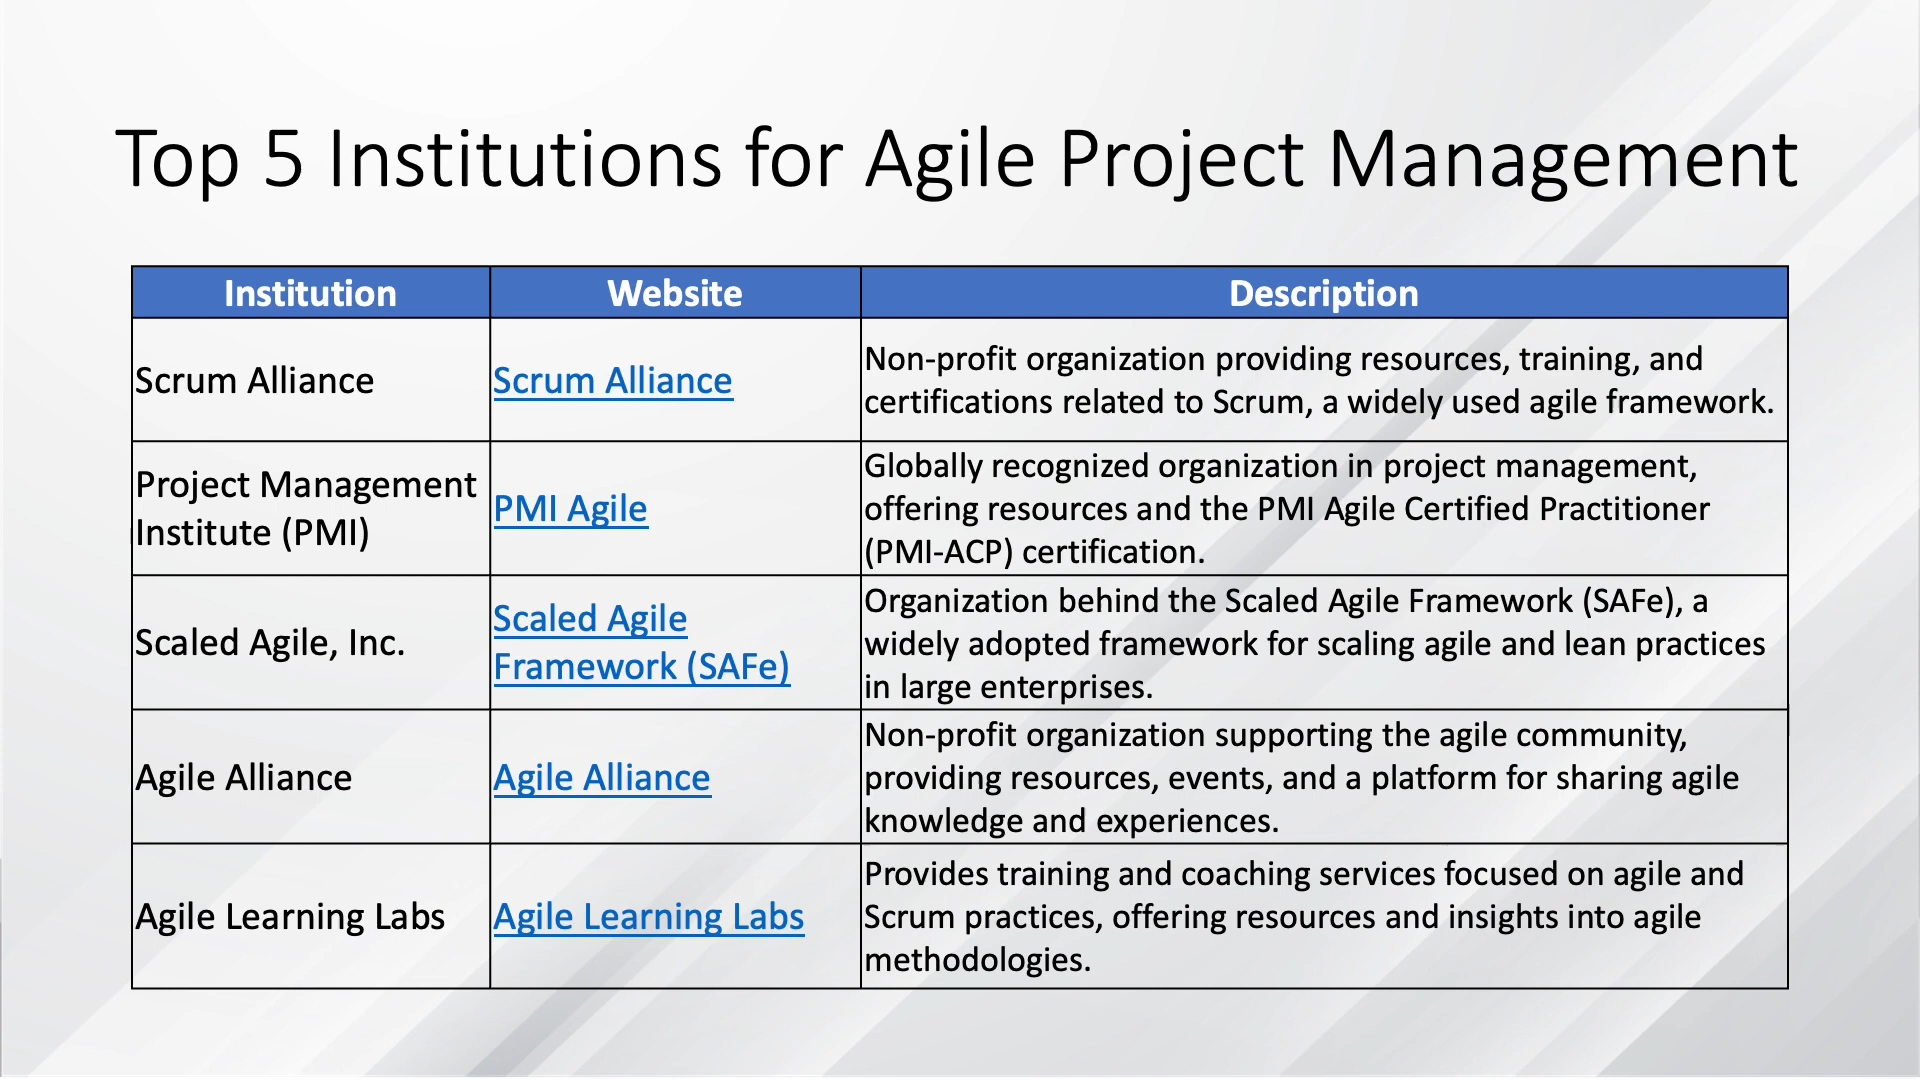 Top 5 Institutions for Agile Project Management
Institution
Website
Description
Scrum Alliance
Scrum Alliance
Non-profit organization providing resources, training, and
certifications related to Scrum, a widely used agile framework.
Project Management
Institute (PMI)
PMI Agile
Globally recognized organization in project management,
offering resources and the PMI Agile Certified Practitioner
(PMI-ACP) certification.
Scaled Agile, Inc.
Scaled Agile
Framework (SAFe)
Organization behind the Scaled Agile Framework (SAFe), a
widely adopted framework for scaling agile and lean practices
in large enterprises.
Agile Alliance
Agile Alliance
Non-profit organization supporting the agile community,
providing resources, events, and a platform for sharing agile
knowledge and experiences.
Agile Learning Labs
Agile Learning Labs
Provides training and coaching services focused on agile and
Scrum practices, offering resources and insights into agile
methodologies.